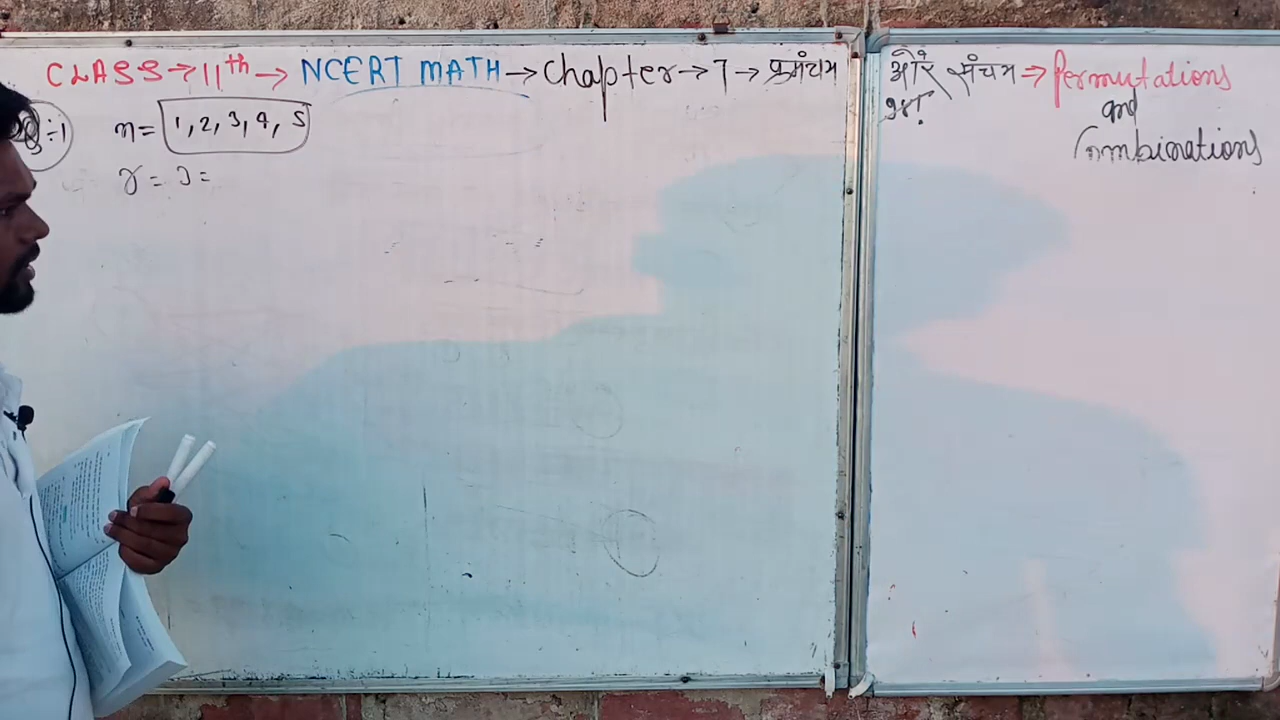 CLASS→11th→ NCERT MATH→Chapter→7→ क्रमचय और संचय⇒Permutations
and
Combinations
÷1 n= 1, 2, 3, 4, 5
r = 3 =